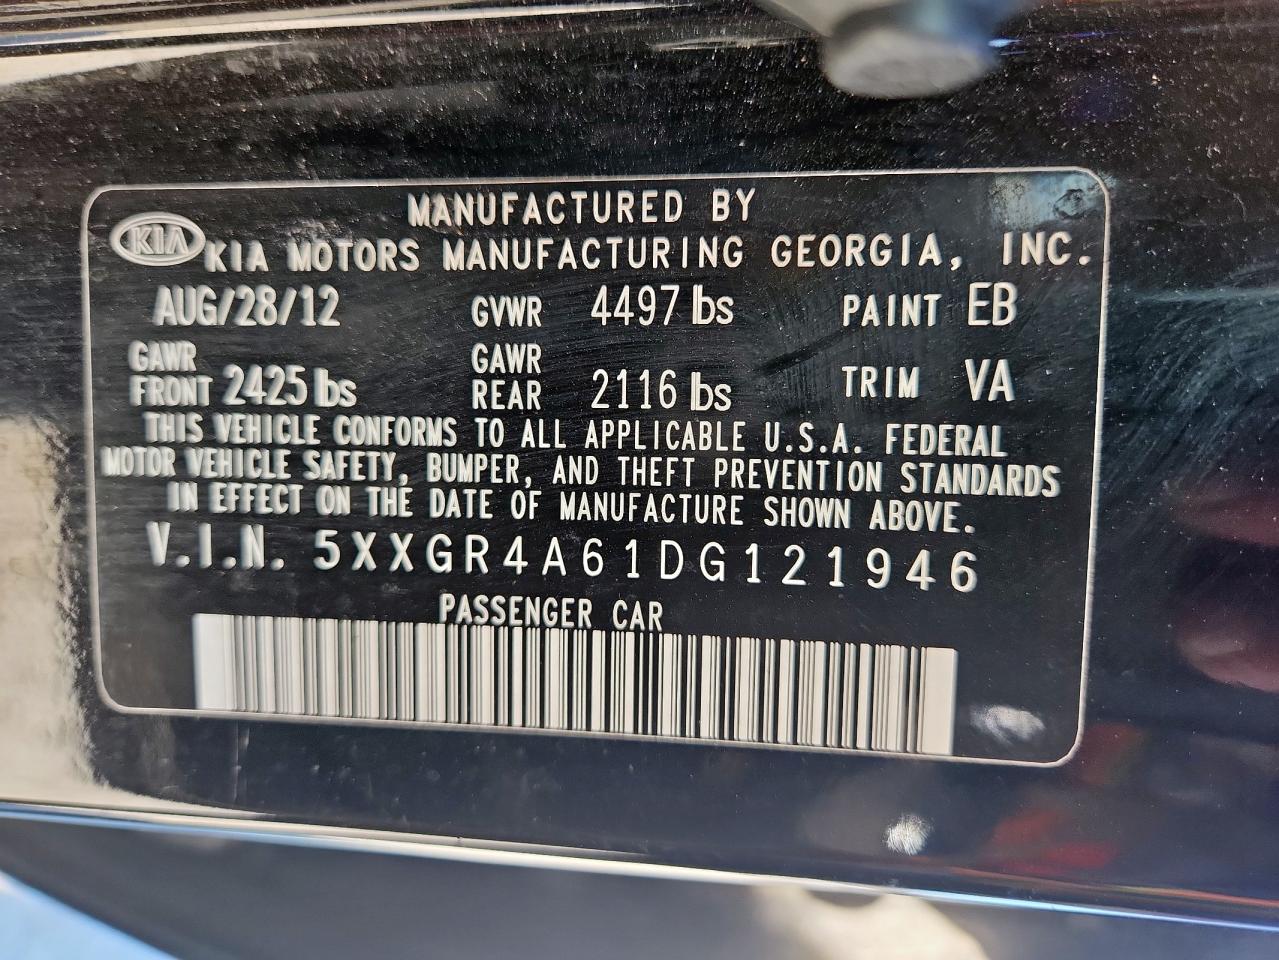 MANUFACTURED BY
KIA KIA MOTORS MANUFACTURING GEORGIA, INC.
AUG/28/12 GVWR 4497 lbs PAINT EB
GAWR FRONT 2425 lbs GAWR REAR 2116 lbs TRIM VA
THIS VEHICLE CONFORMS TO ALL APPLICABLE U.S.A. FEDERAL
MOTOR VEHICLE SAFETY, BUMPER, AND THEFT PREVENTION STANDARDS
IN EFFECT ON THE DATE OF MANUFACTURE SHOWN ABOVE.
V.I.N. 5XXGR4A61DG121946
PASSENGER CAR